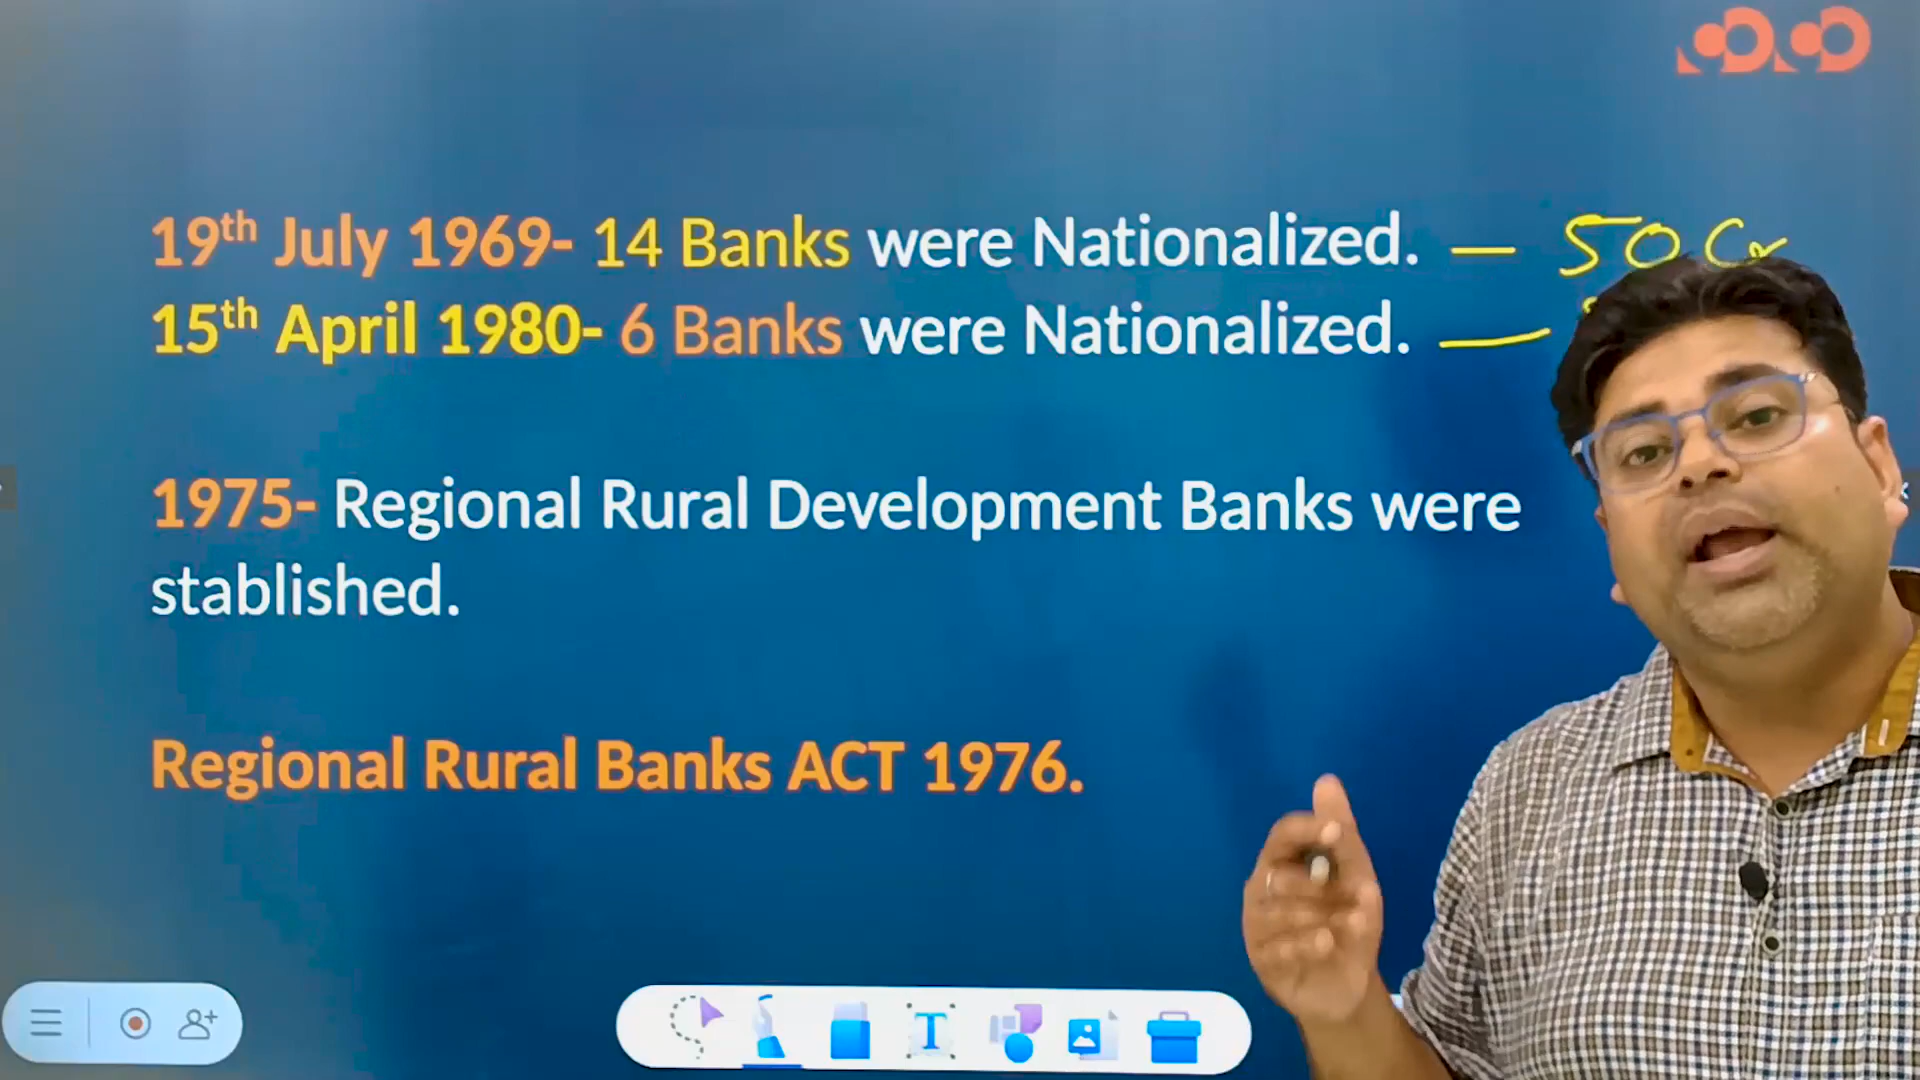 19th July 1969- 14 Banks were Nationalized. — 50 Cr
15th April 1980- 6 Banks were Nationalized. —
1975- Regional Rural Development Banks were
stablished.
Regional Rural Banks ACT 1976.